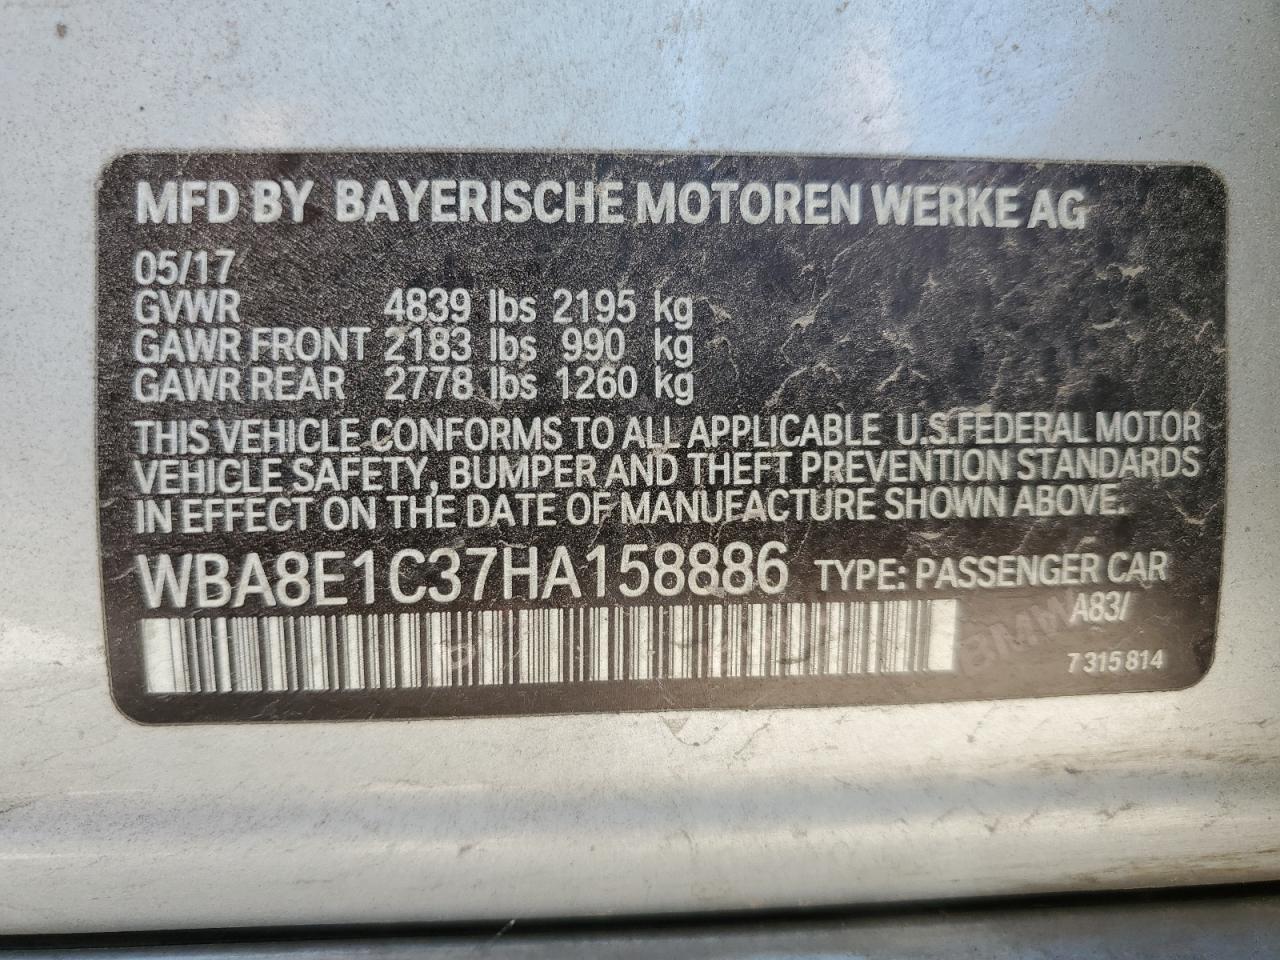 MFD BY BAYERISCHE MOTOREN WERKE AG
05/17
GVWR 4839 lbs 2195 kg
GAWR FRONT 2183 lbs 990 kg
GAWR REAR 2778 lbs 1260 kg
THIS VEHICLE CONFORMS TO ALL APPLICABLE U.S.FEDERAL MOTOR
VEHICLE SAFETY, BUMPER AND THEFT PREVENTION STANDARDS
IN EFFECT ON THE DATE OF MANUFACTURE SHOWN ABOVE.
WBA8E1C37HA158886 TYPE: PASSENGER CAR
A83/
BMW
7 315 814